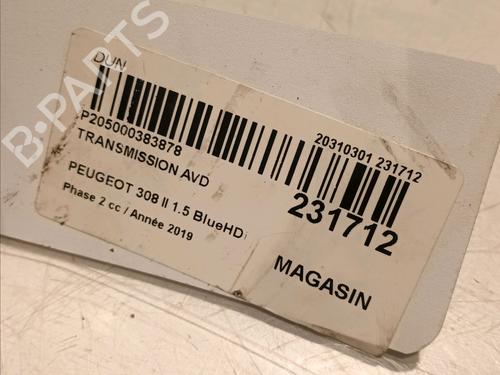 B-PARTS
DUN
P205000383878
20310301 231712
TRANSMISSION AVD
231712
PEUGEOT 308 II 1.5 BlueHDi
Phase 2 cc / Année 2019
MAGASIN